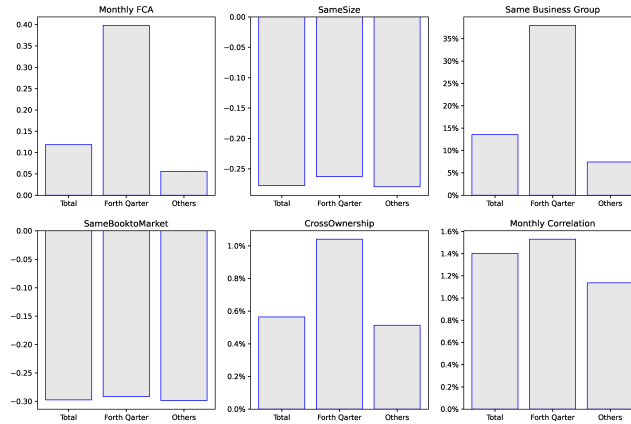 Monthly FCA
0.40
0.35
0.30
0.25
0.20
0.15
0.10
0.05
0.00
Total
Forth Qarter
Others
SameSize
0.00
−0.05
−0.10
−0.15
−0.20
−0.25
Total
Forth Qarter
Others
Same Business Group
35%
30%
25%
20%
15%
10%
5%
0%
Total
Forth Qarter
Others
SameBooktoMarket
0.00
−0.05
−0.10
−0.15
−0.20
−0.25
−0.30
Total
Forth Qarter
Others
CrossOwnership
1.0%
0.8%
0.6%
0.4%
0.2%
0.0%
Total
Forth Qarter
Others
Monthly Correlation
1.6%
1.4%
1.2%
1.0%
0.8%
0.6%
0.4%
0.2%
0.0%
Total
Forth Qarter
Others